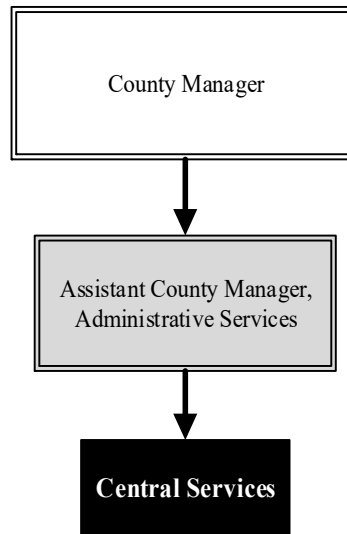 County Manager
Assistant County Manager,
Administrative Services
Central Services